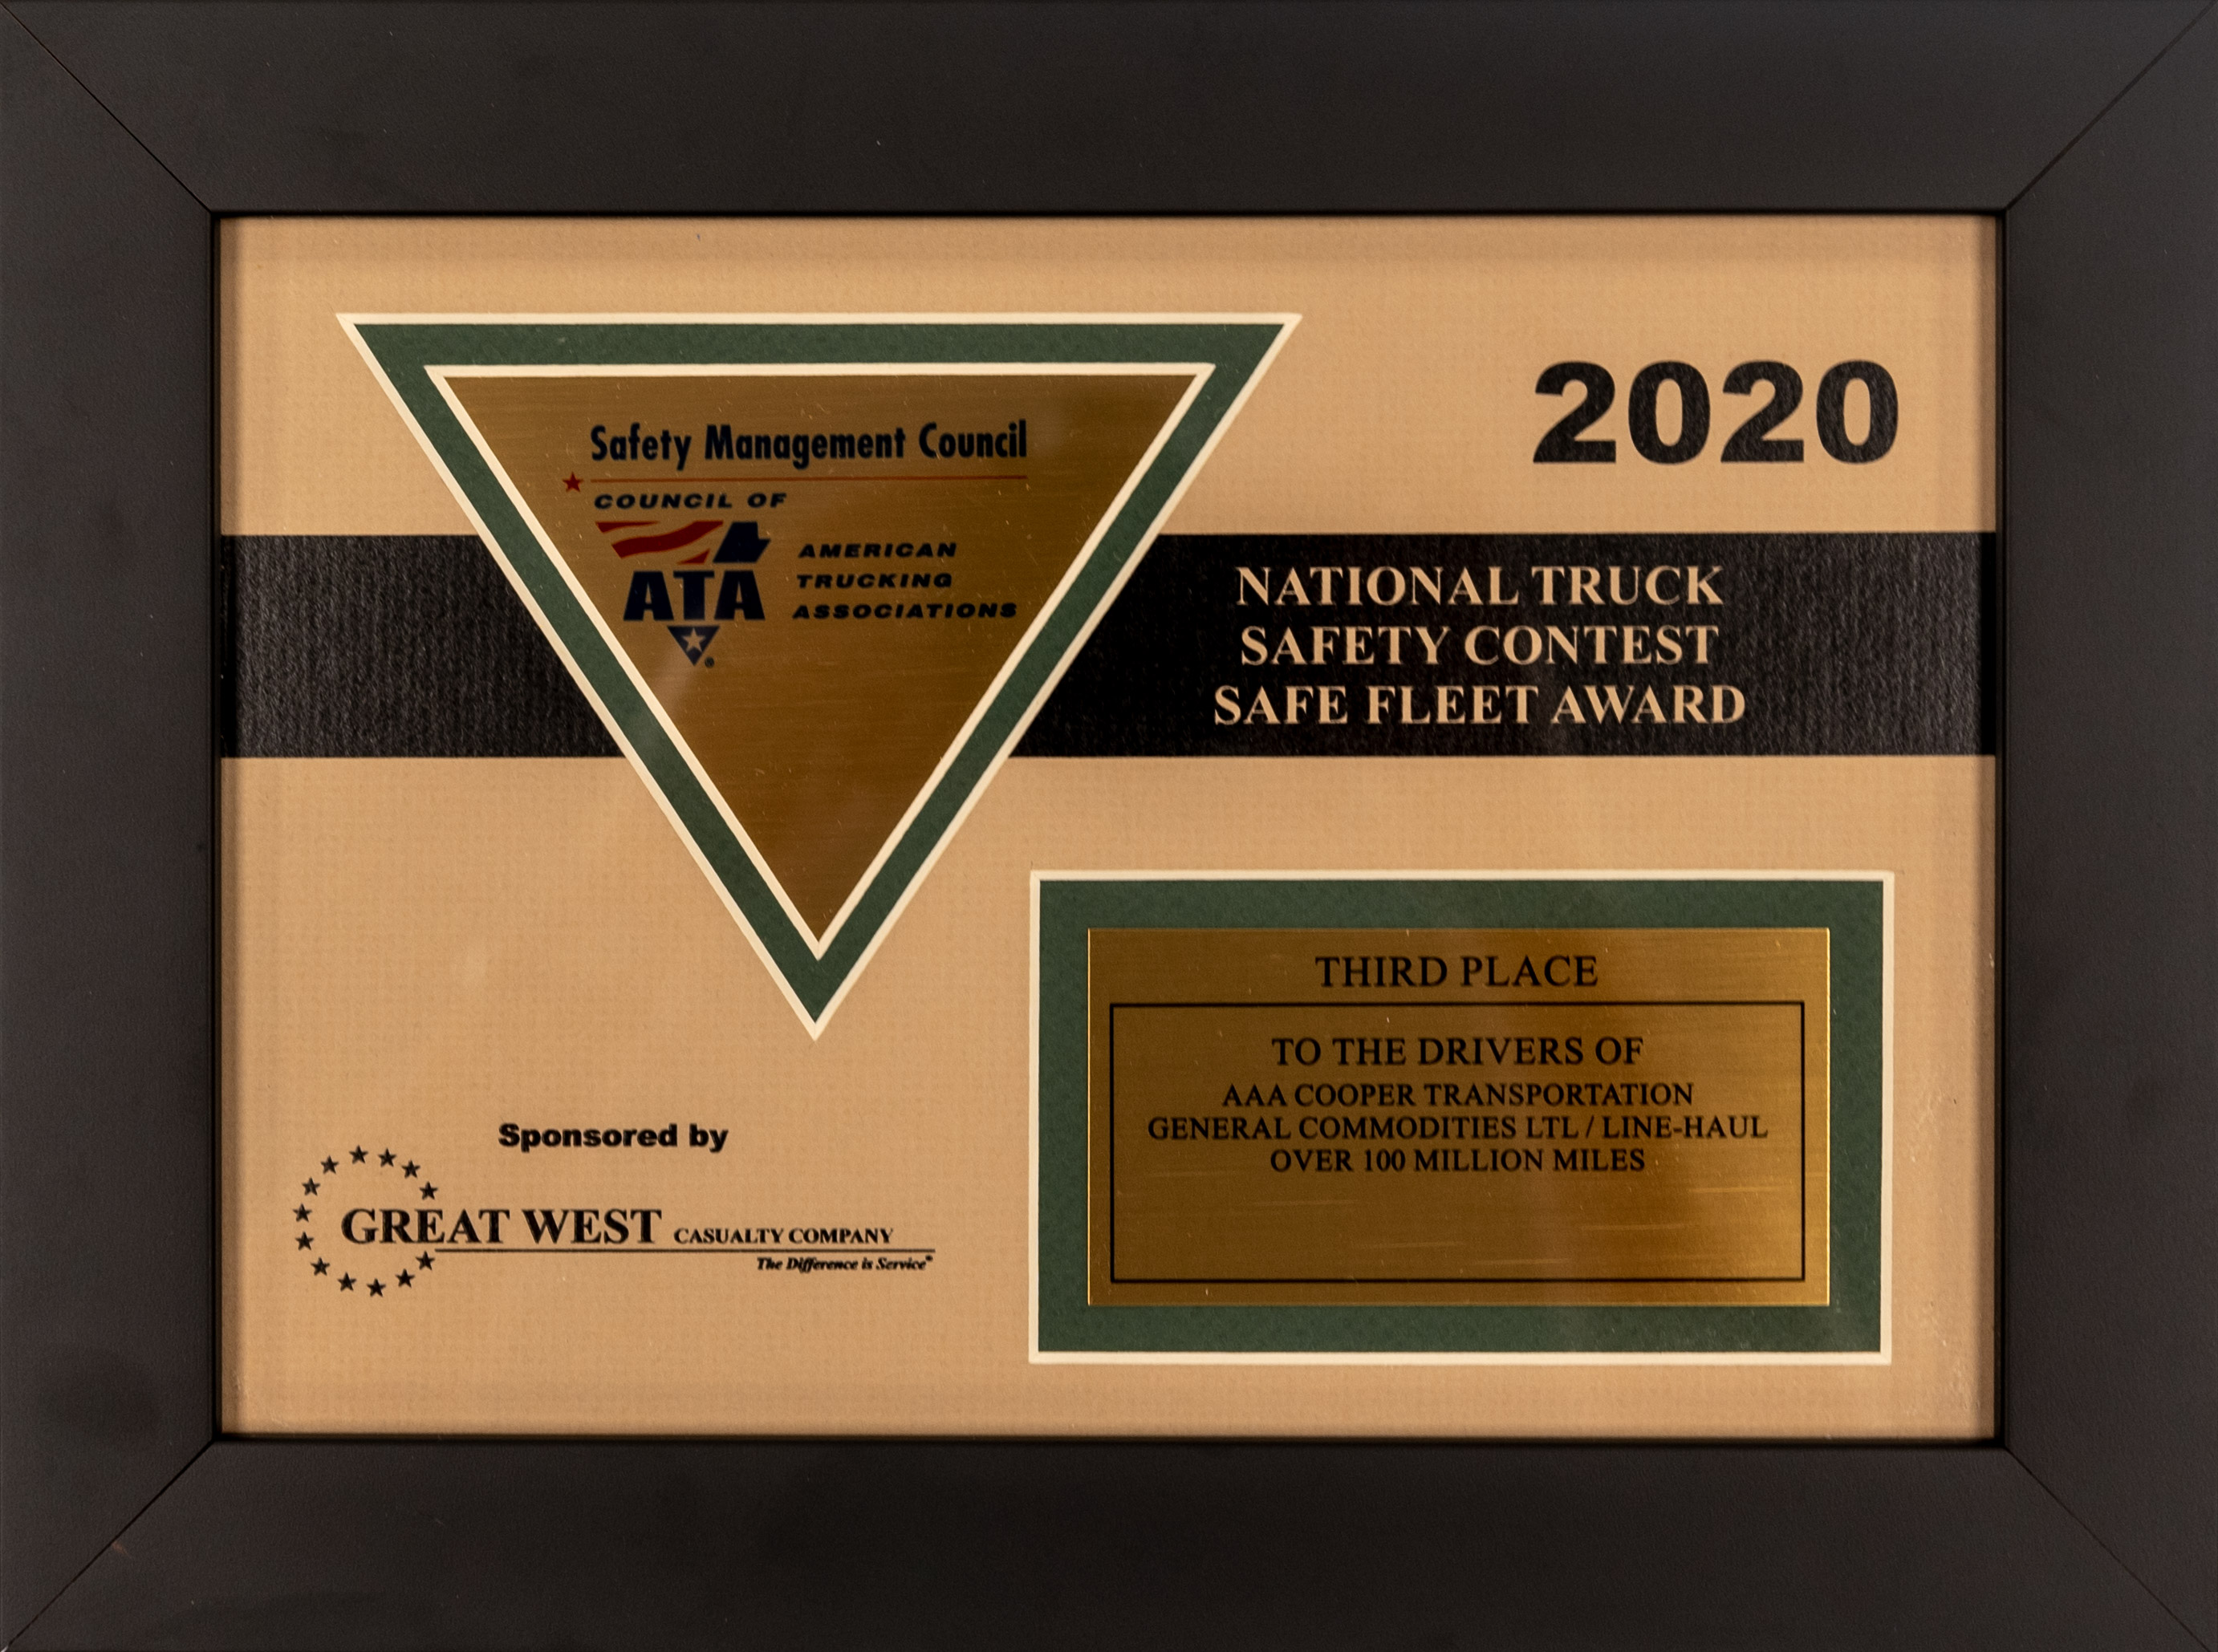 Safety Management Council
COUNCIL OF
ATA
AMERICAN
TRUCKING
ASSOCIATIONS
®
2020
NATIONAL TRUCK
SAFETY CONTEST
SAFE FLEET AWARD
THIRD PLACE
TO THE DRIVERS OF
AAA COOPER TRANSPORTATION
GENERAL COMMODITIES LTL / LINE-HAUL
OVER 100 MILLION MILES
Sponsored by
GREAT WEST CASUALTY COMPANY
The Difference is Service